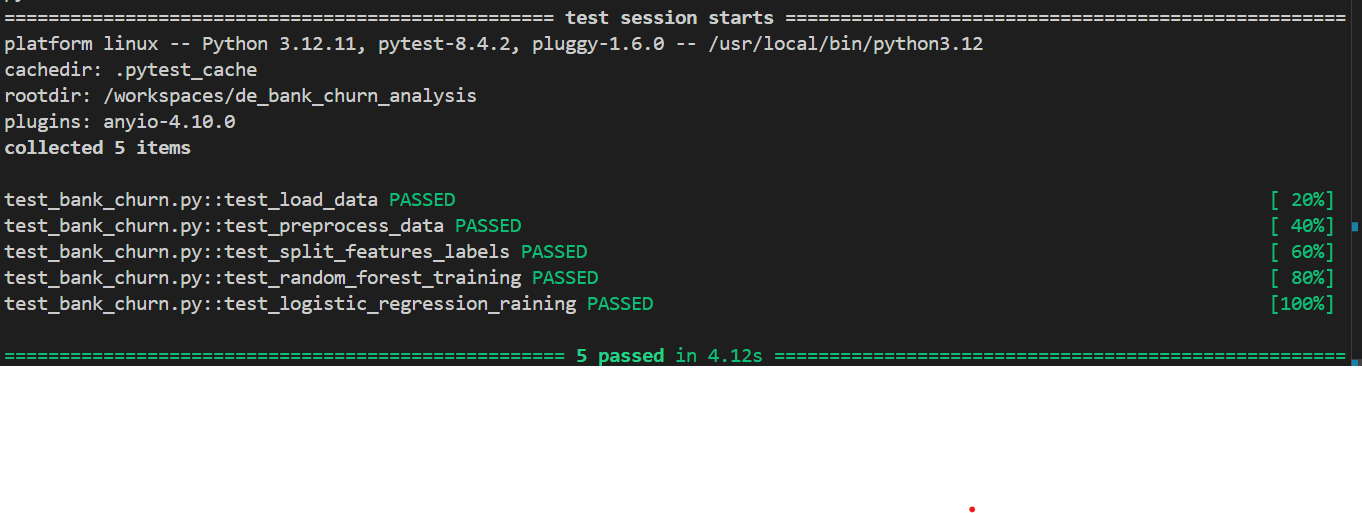 ================================================== test session starts ===================================================
platform linux -- Python 3.12.11, pytest-8.4.2, pluggy-1.6.0 -- /usr/local/bin/python3.12
cachedir: .pytest_cache
rootdir: /workspaces/de_bank_churn_analysis
plugins: anyio-4.10.0
collected 5 items
test_bank_churn.py::test_load_data PASSED [ 20%]
test_bank_churn.py::test_preprocess_data PASSED [ 40%]
test_bank_churn.py::test_split_features_labels PASSED [ 60%]
test_bank_churn.py::test_random_forest_training PASSED [ 80%]
test_bank_churn.py::test_logistic_regression_raining PASSED [100%]
=================================================== 5 passed in 4.12s ====================================================